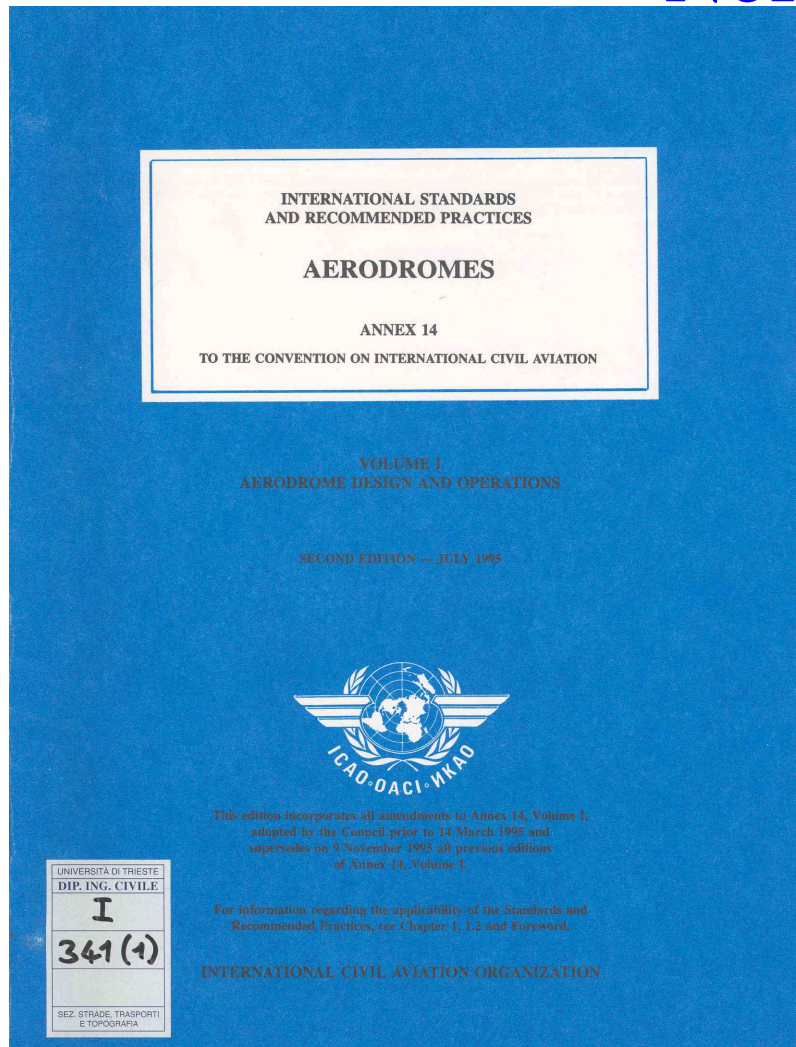 INTERNATIONAL STANDARDS
AND RECOMMENDED PRACTICES
AERODROMES
ANNEX 14
TO THE CONVENTION ON INTERNATIONAL CIVIL AVIATION
VOLUME I
AERODROME DESIGN AND OPERATIONS
SECOND EDITION — JULY 1995
ICAO·OACI·ИКАО
This edition incorporates all amendments to Annex 14, Volume I,
adopted by the Council prior to 14 March 1995 and
supersedes on 9 November 1995 all previous editions
of Annex 14, Volume I.
For information regarding the applicability of the Standards and
Recommended Practices, see Chapter 1, 1.2 and Foreword.
INTERNATIONAL CIVIL AVIATION ORGANIZATION
UNIVERSITÀ DI TRIESTE
DIP. ING. CIVILE
I
341(1)
SEZ. STRADE, TRASPORTI
E TOPOGRAFIA